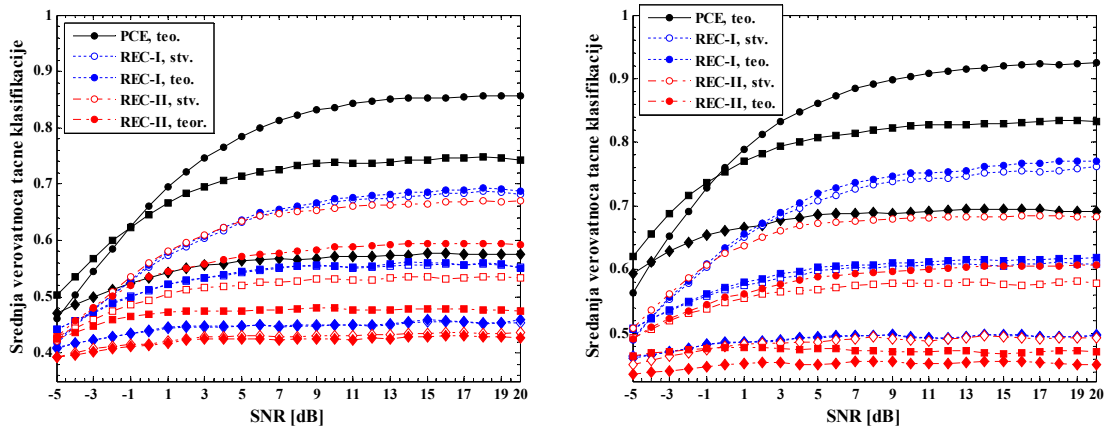 Srednja verovatnoca tacne klasifikacije
1
0.9
0.8
0.7
0.6
0.5
0.4
PCE, teo.
REC-I, stv.
REC-I, teo.
REC-II, stv.
REC-II, teor.
-5 -3 -1 1 3 5 7 9 11 13 15 17 19 20
SNR [dB]
Sredanja verovatnoca tacne klasifikacije
1
0.9
0.8
0.7
0.6
0.5
PCE, teo.
REC-I, stv.
REC-I, teo.
REC-II, stv.
REC-II, teo.
-5 -3 -1 1 3 5 7 9 11 13 15 17 19 20
SNR [dB]